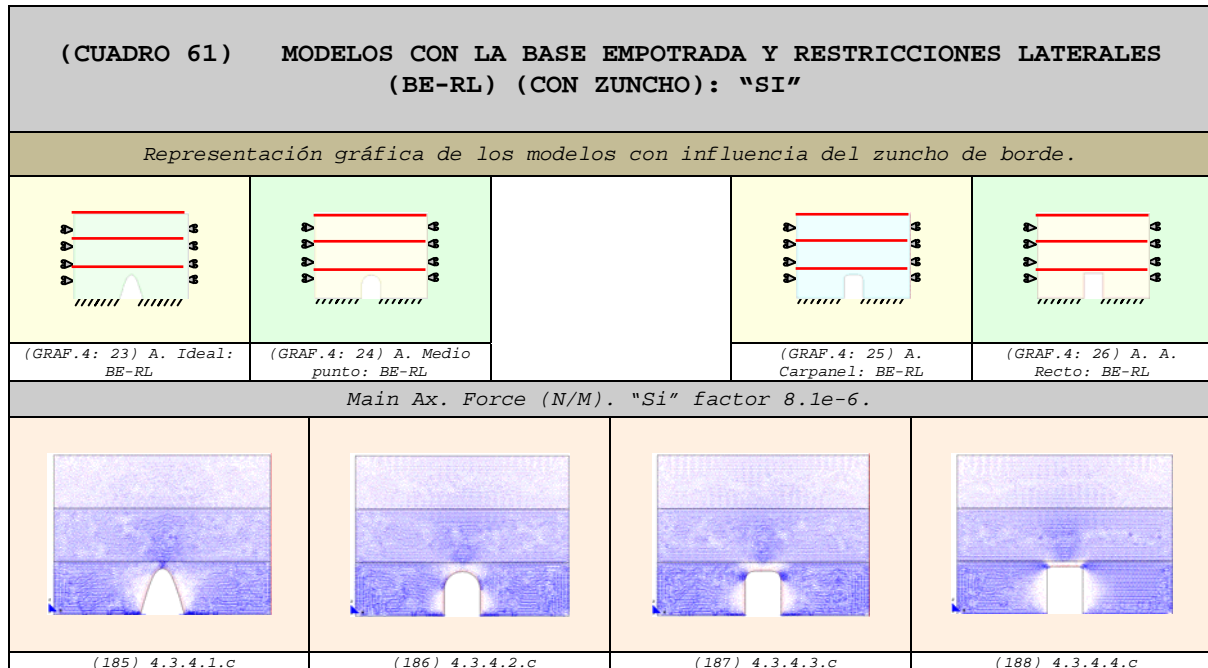 (CUADRO 61) MODELOS CON LA BASE EMPOTRADA Y RESTRICCIONES LATERALES
(BE-RL) (CON ZUNCHO): “SI”
Representación gráfica de los modelos con influencia del zuncho de borde.
(GRAF.4: 23) A. Ideal:
BE-RL
(GRAF.4: 24) A. Medio
punto: BE-RL
(GRAF.4: 25) A.
Carpanel: BE-RL
(GRAF.4: 26) A. A.
Recto: BE-RL
Main Ax. Force (N/M). “Si” factor 8.1e-6.
(185) 4.3.4.1.c
(186) 4.3.4.2.c
(187) 4.3.4.3.c
(188) 4.3.4.4.c